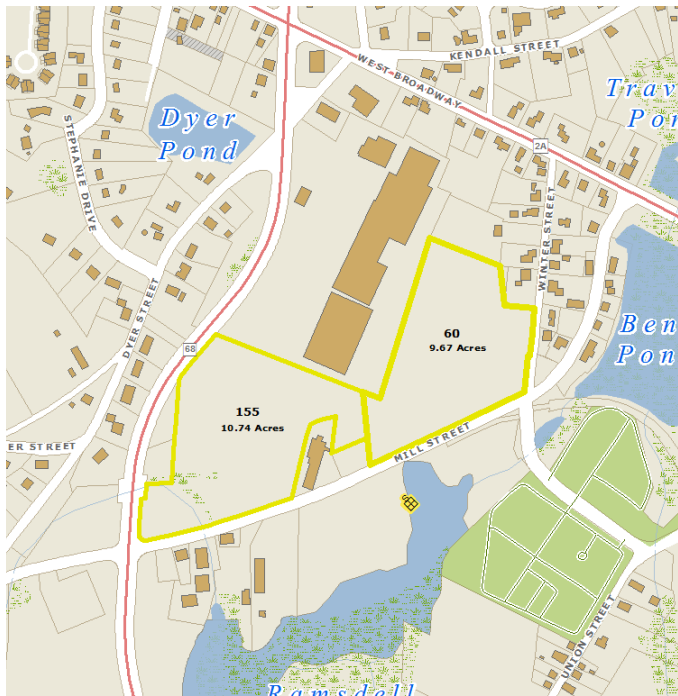 KENDALL STREET
WEST BROADWAY
Trav
Pon
Dyer
Pond
STEPHANIE DRIVE
2A
WINTER STREET
DYER STREET
68
60
9.67 Acres
Ben
Pon
155
10.74 Acres
ER STREET
MILL STREET
UNION STREET
Ramsdell